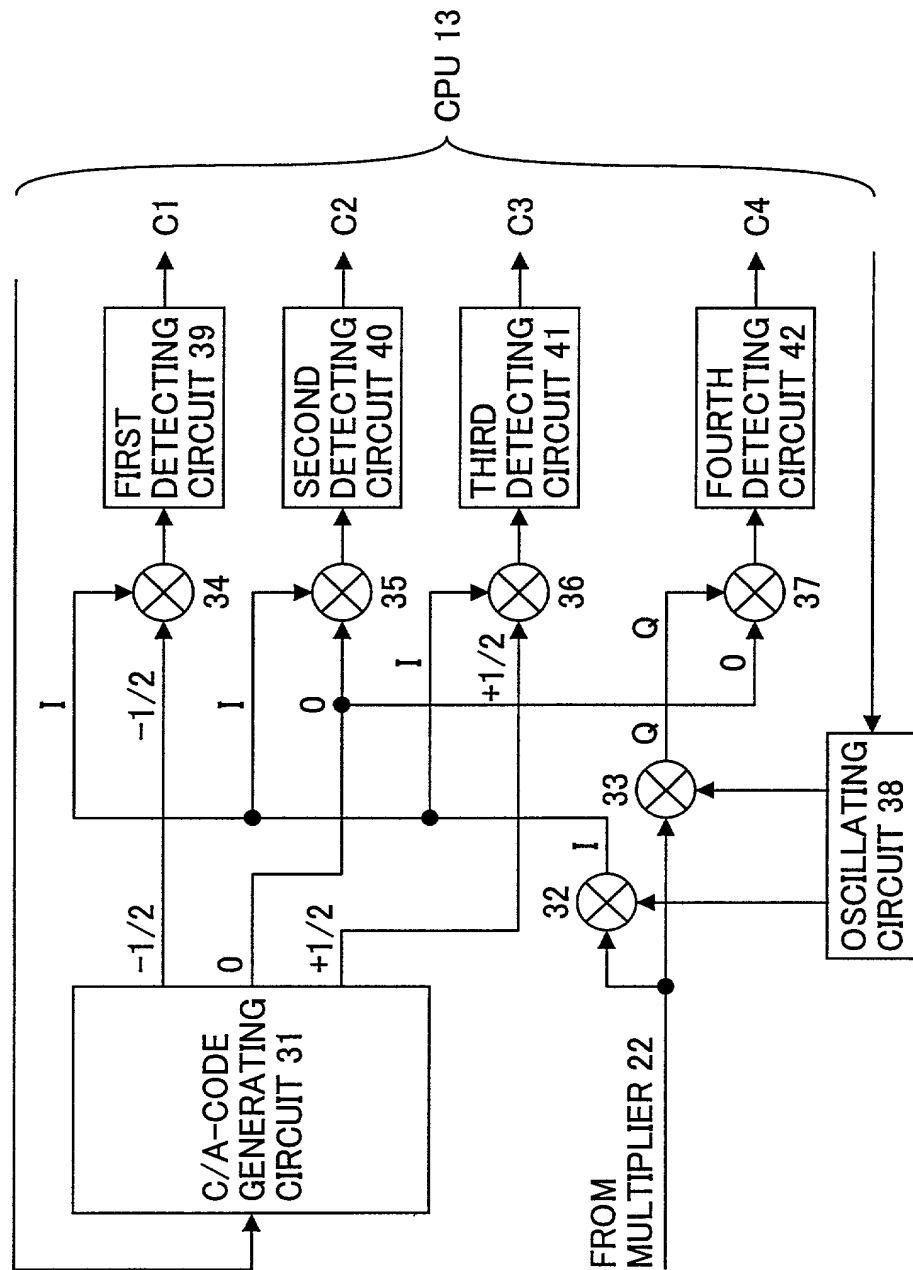 CPU 13
C1
C2
C3
C4
FIRST
DETECTING
CIRCUIT 39
SECOND
DETECTING
CIRCUIT 40
THIRD
DETECTING
CIRCUIT 41
FOURTH
DETECTING
CIRCUIT 42
34
35
36
37
I
I
I
Q
−1/2
0
+1/2
0
Q
33
I
32
−1/2
0
+1/2
OSCILLATING
CIRCUIT 38
C/A-CODE
GENERATING
CIRCUIT 31
FROM
MULTIPLIER 22